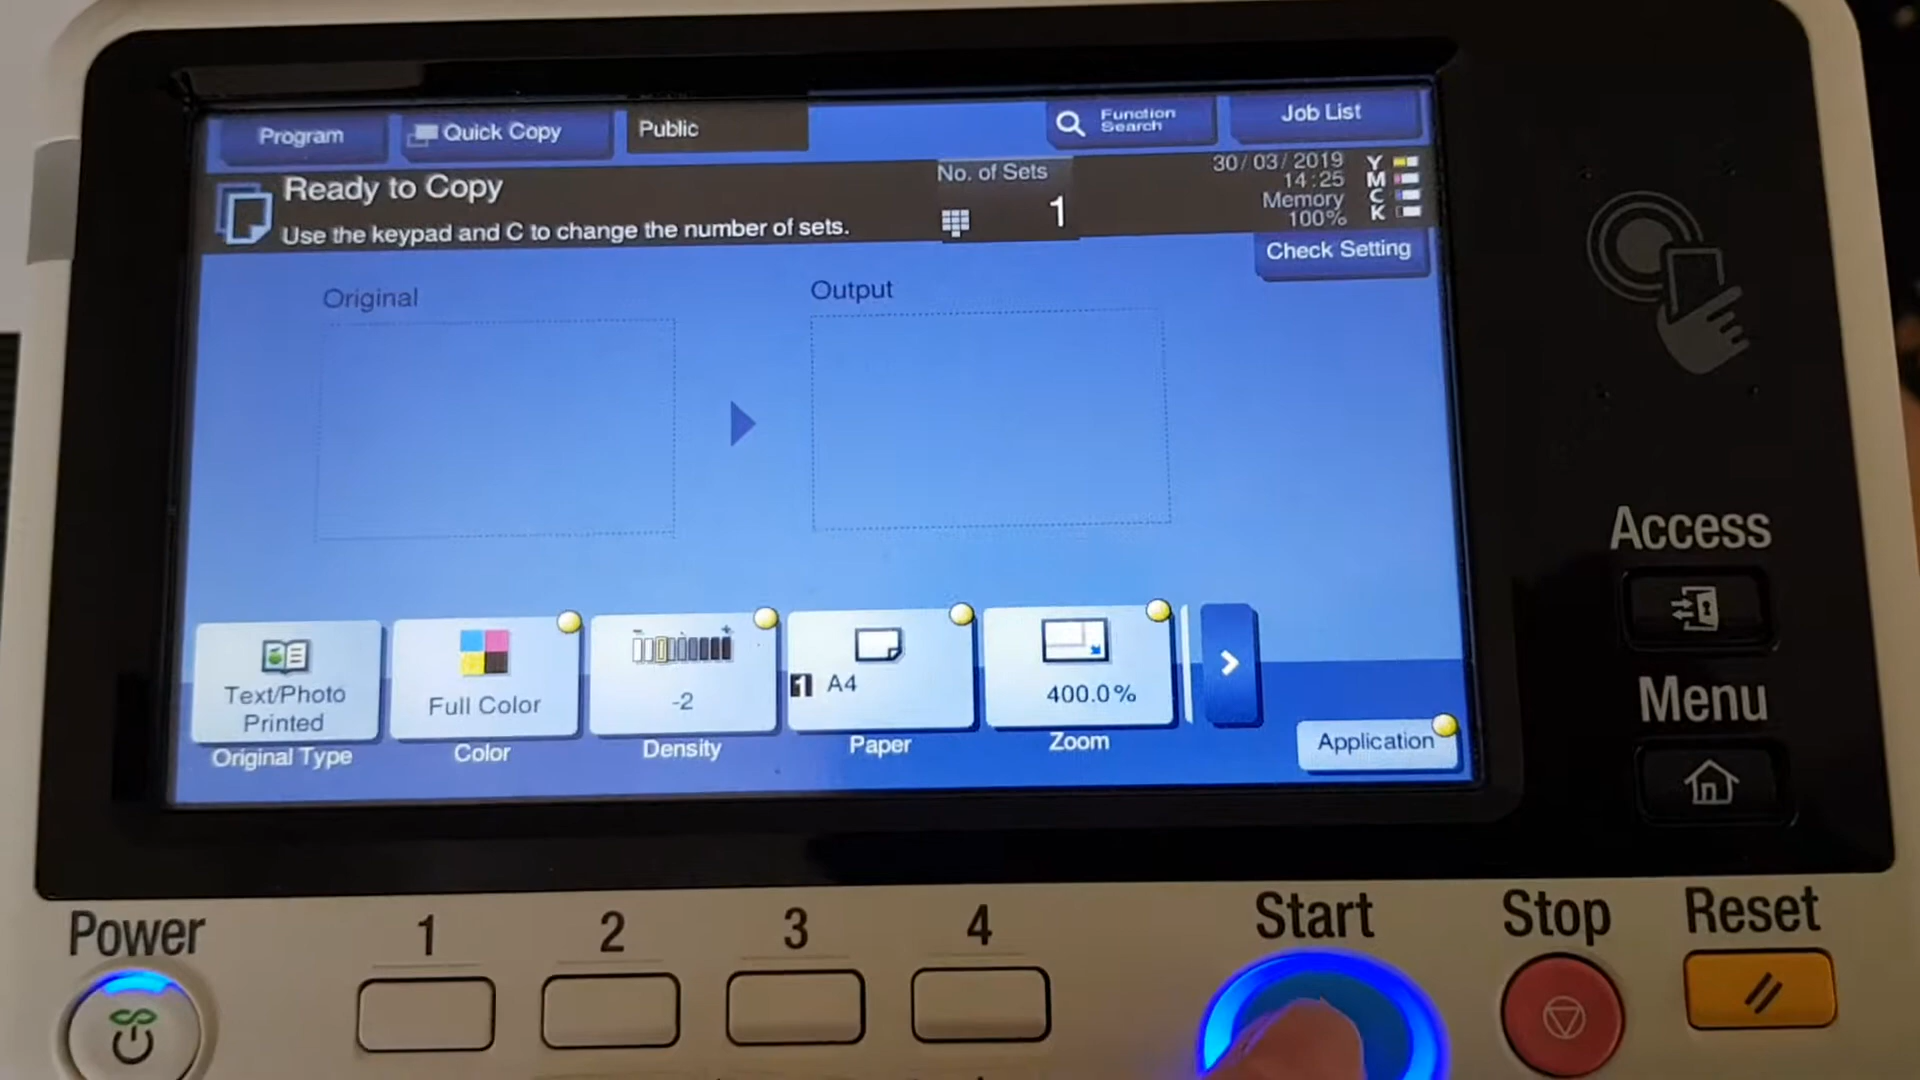 Program
Quick Copy
Public
Function
Search
Job List
Ready to Copy
Use the keypad and C to change the number of sets.
No. of Sets
1
30/03/2019
14:25
Memory
100%
Y
M
C
K
Check Setting
Original
Output
Text/Photo
Printed
Original Type
Full Color
Color
- +
-2
Density
1 A4
Paper
400.0%
Zoom
Application
Access
Menu
Power
1
2
3
4
Start
Stop
Reset